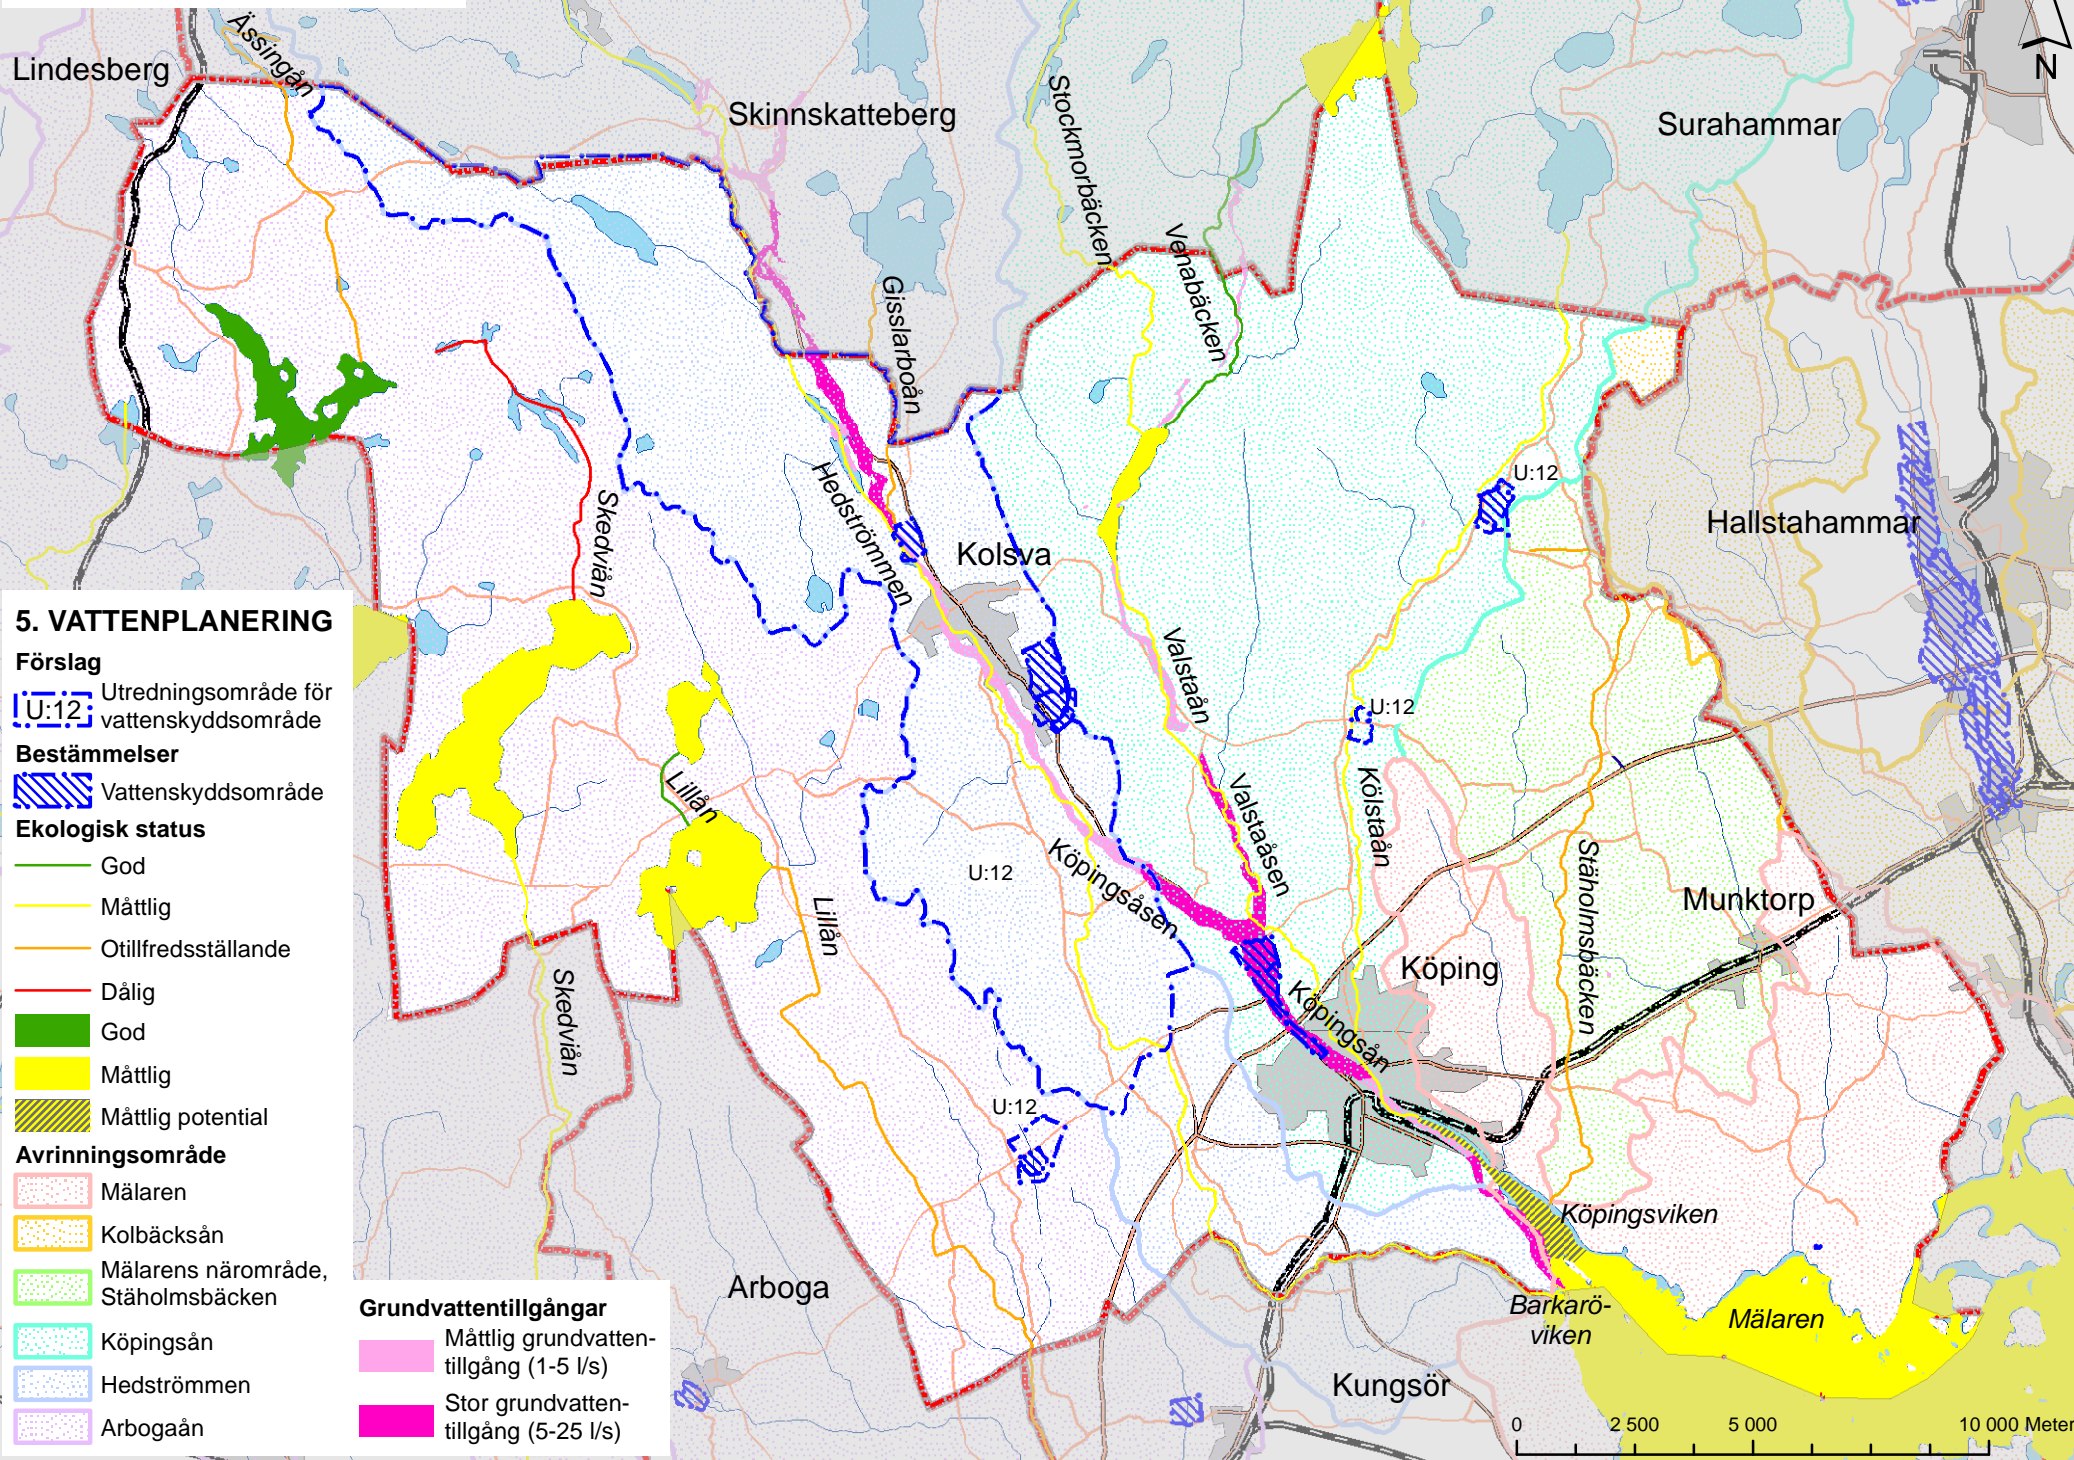 Lindesberg
Ässingån
Skinnskatteberg
Stockmorbäcken
Venabäcken
Surahammar
N
Gisslarboån
Hedströmmen
Skedviån
Kolsva
U:12
Hallstahammar
Valstaån
U:12
Kölstaån
Lillån
Valstaåsen
Köpingsåsen
U:12
Lillån
Stäholmsbäcken
Munktorp
Köping
Köpingsån
Skedviån
U:12
Köpingsviken
Arboga
Barkarö-
viken
Mälaren
Kungsör
5. VATTENPLANERING
Förslag
U:12
Utredningsområde för
vattenskyddsområde
Bestämmelser
Vattenskyddsområde
Ekologisk status
God
Måttlig
Otillfredsställande
Dålig
God
Måttlig
Måttlig potential
Avrinningsområde
Mälaren
Kolbäcksån
Mälarens närområde,
Stäholmsbäcken
Köpingsån
Hedströmmen
Arbogaån
Grundvattentillgångar
Måttlig grundvatten-
tillgång (1-5 l/s)
Stor grundvatten-
tillgång (5-25 l/s)
0 2 500 5 000 10 000 Meter